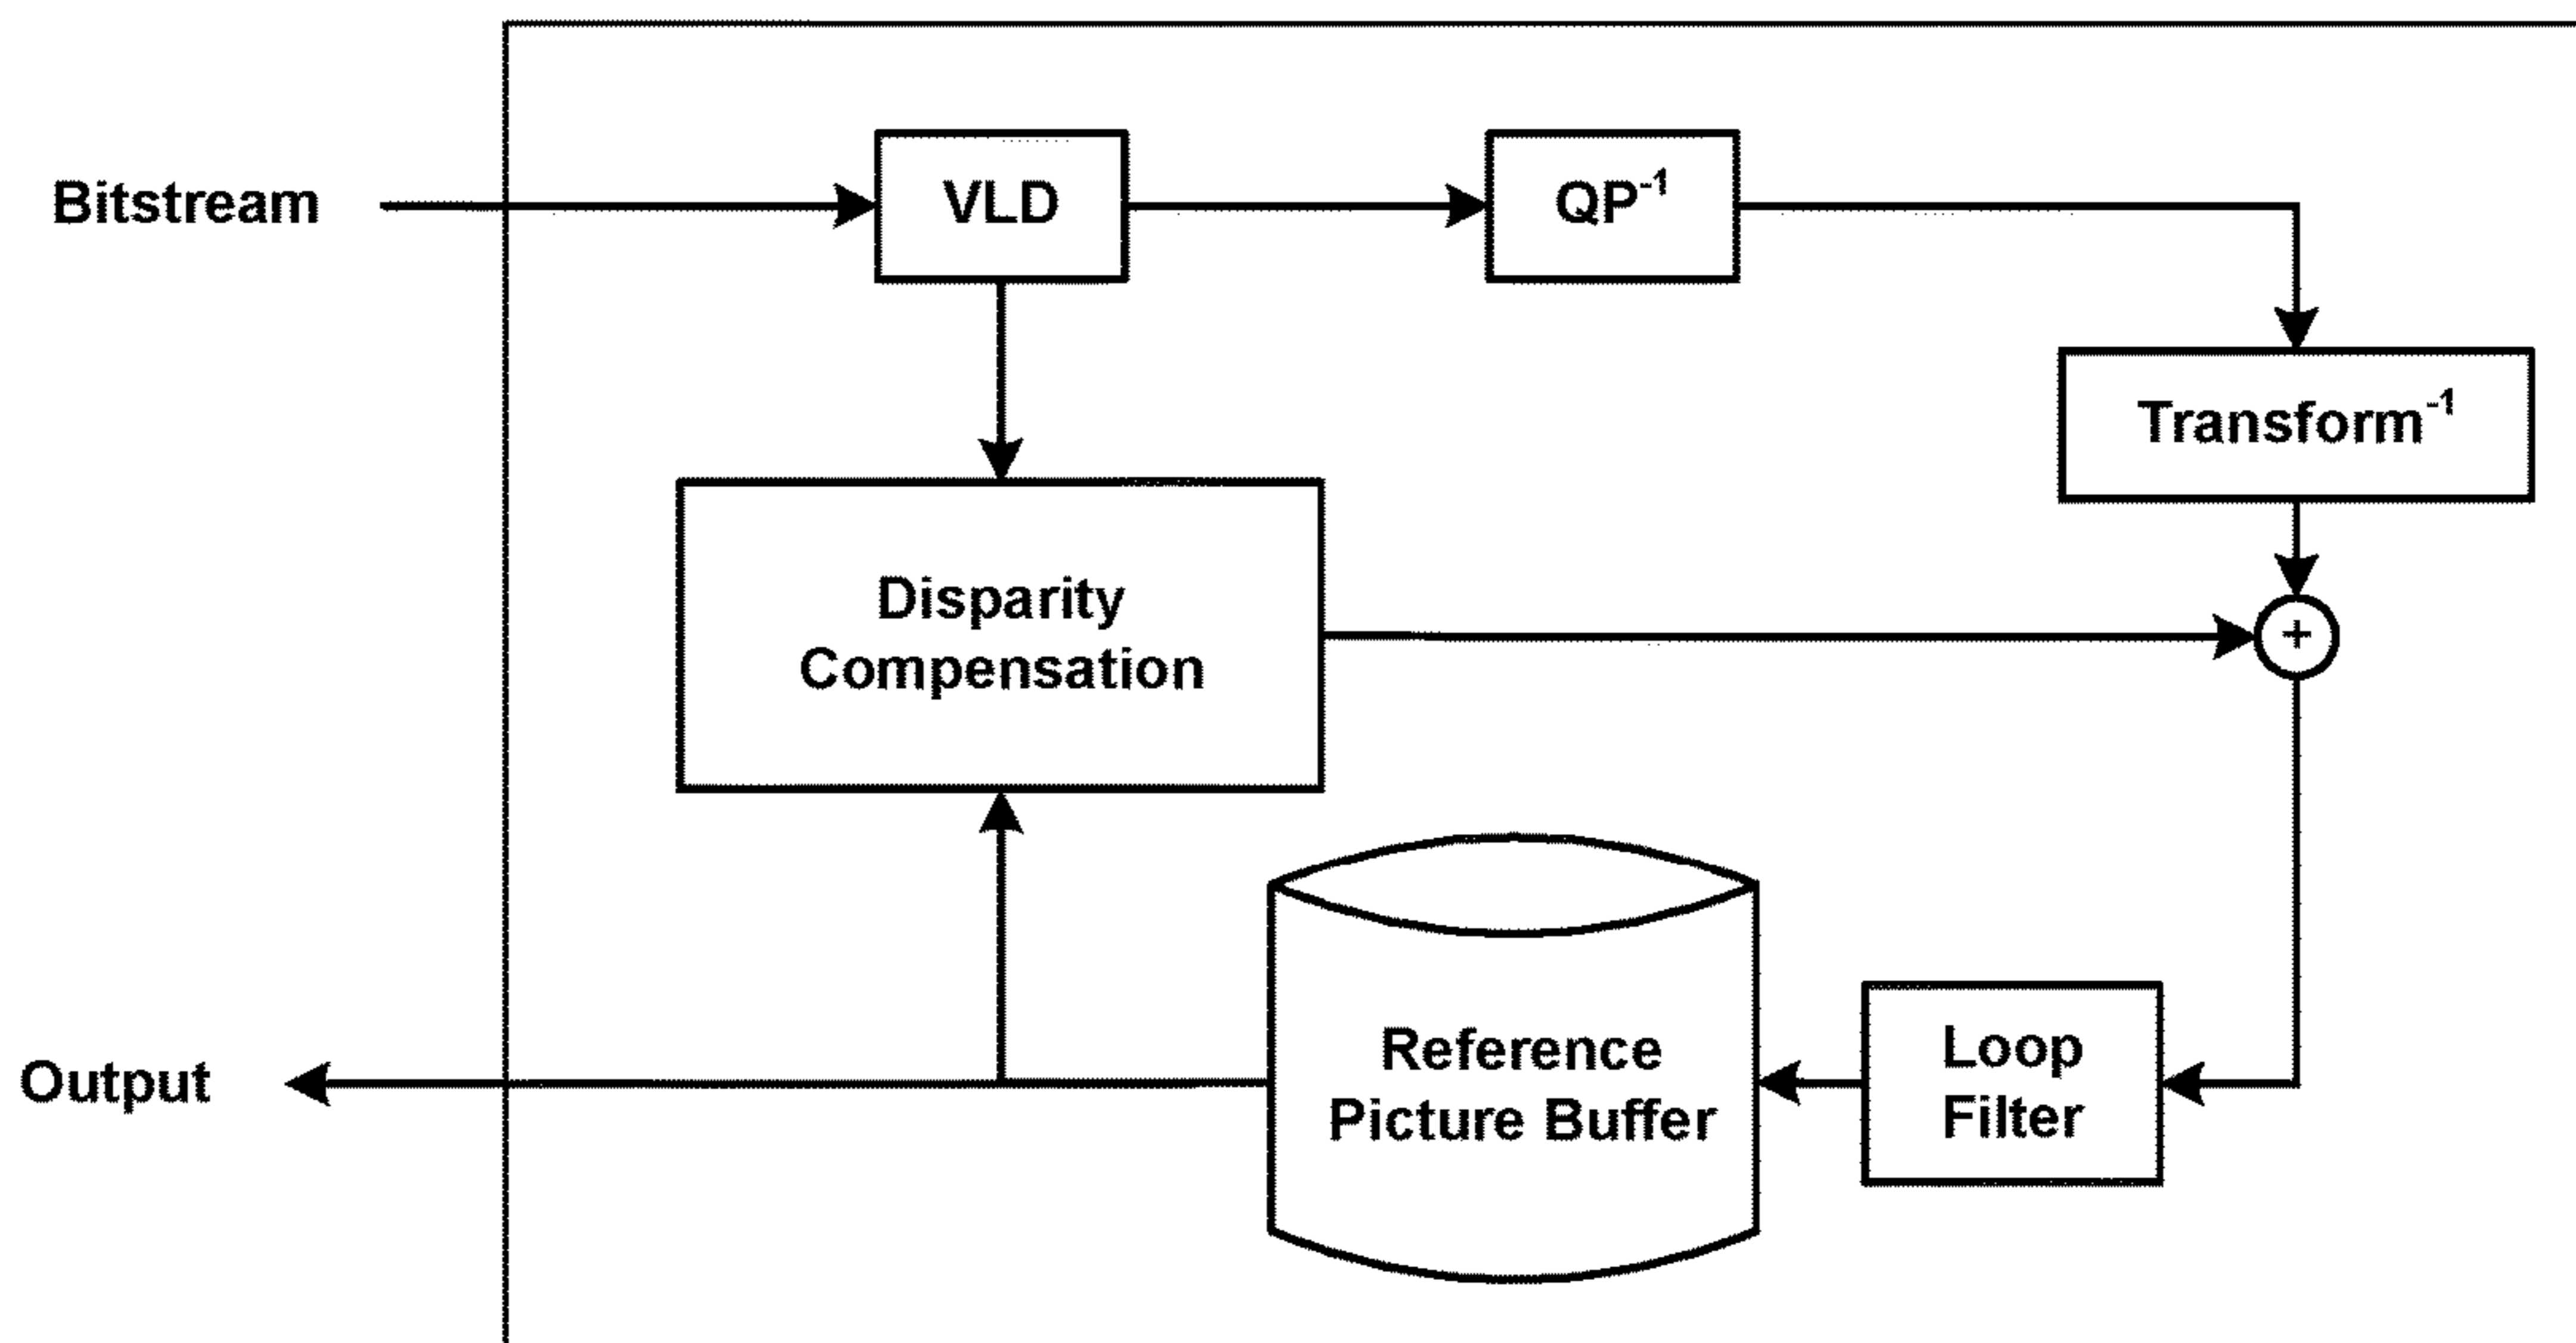 Bitstream
VLD
QP⁻¹
Transform⁻¹
Disparity
Compensation
+
Reference
Picture Buffer
Loop
Filter
Output